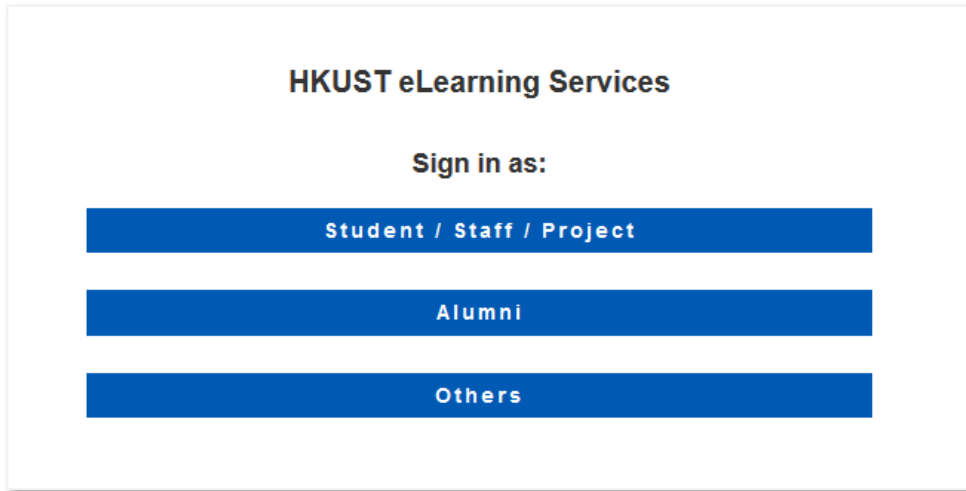 HKUST eLearning Services
Sign in as:
Student / Staff / Project
Alumni
Others